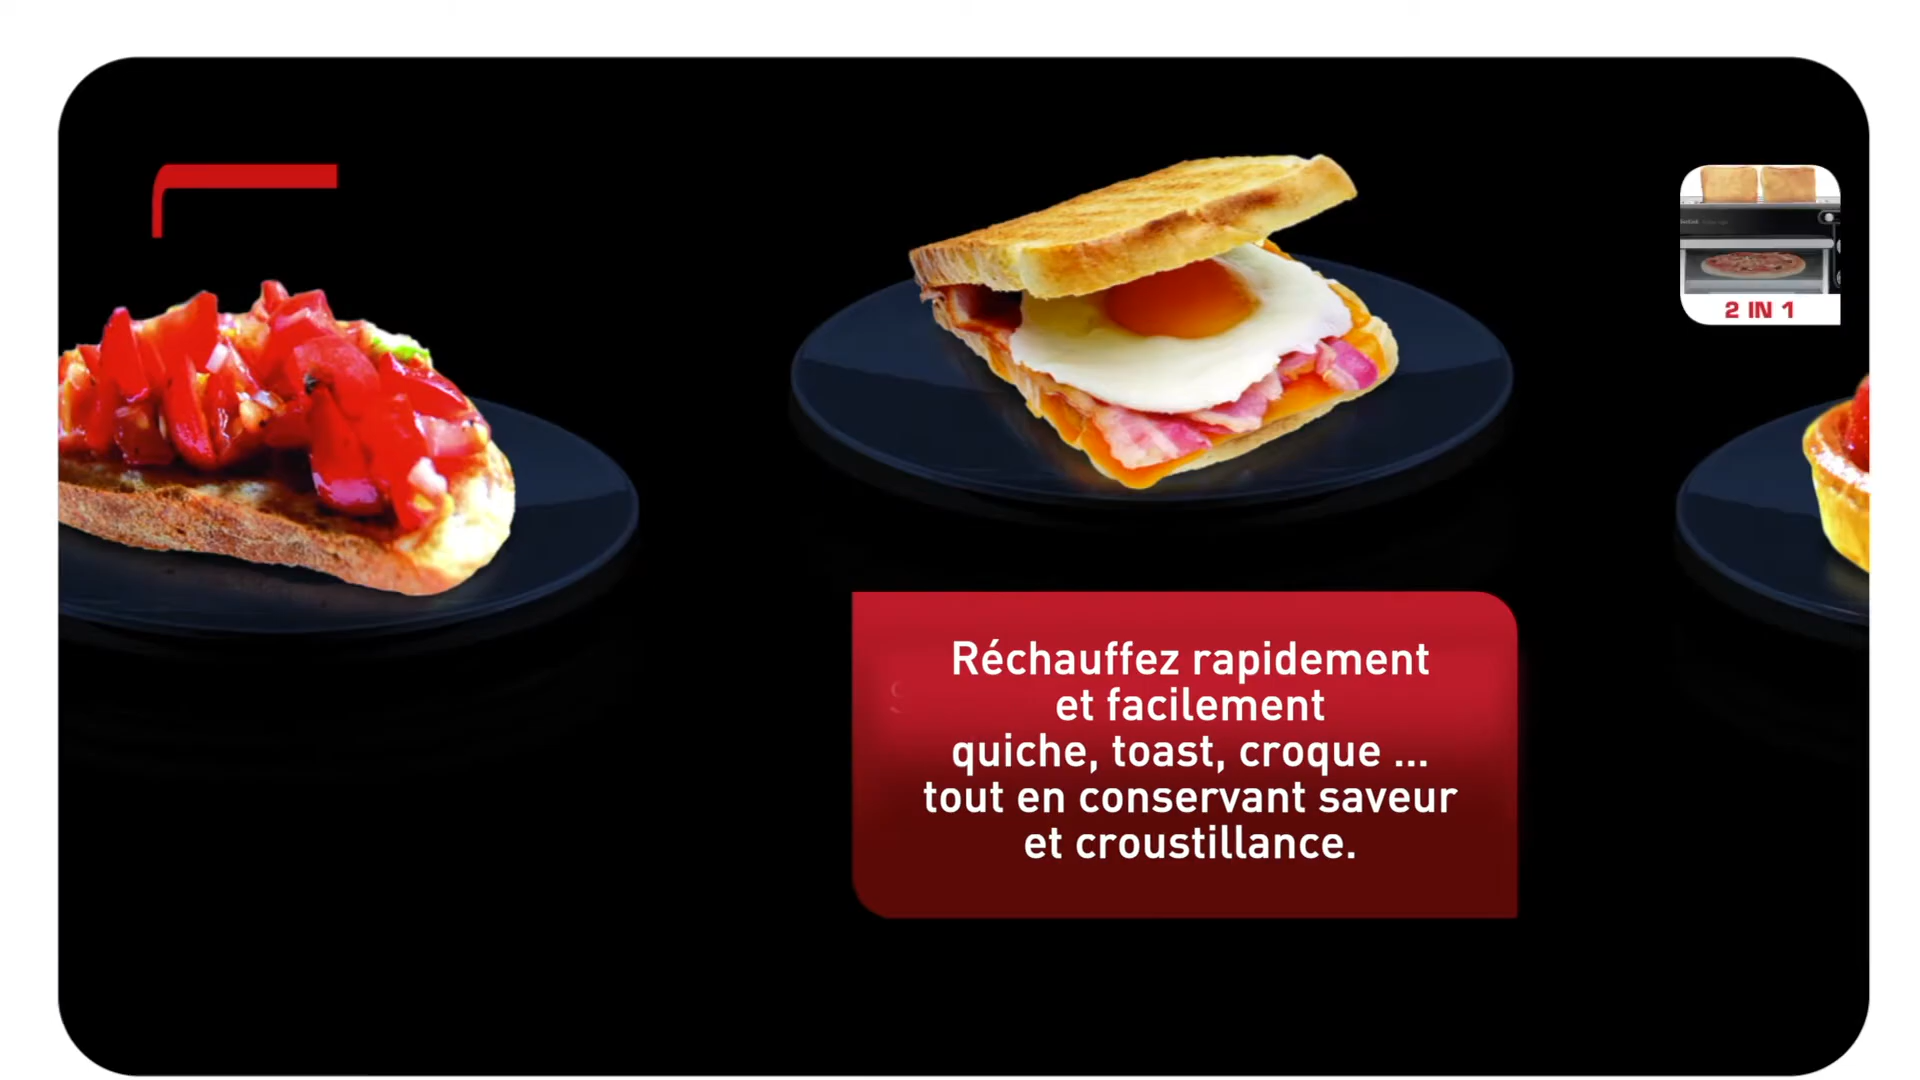 2 IN 1
Réchauffez rapidement
et facilement
quiche, toast, croque ...
tout en conservant saveur
et croustillance.